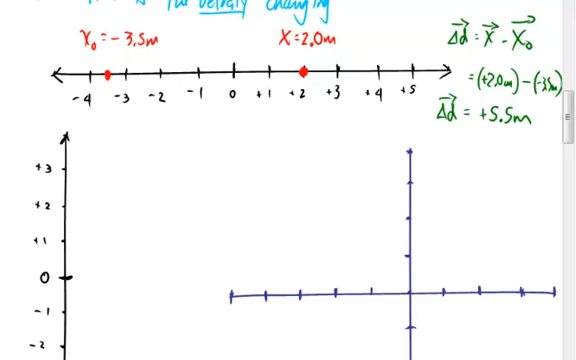 is the velocity changing
X₀ = -3.5m
X = 2.0m
Δd = X - X₀
= (+2.0m) - (-3.5m)
Δd = +5.5m
-4 -3 -2 -1 0 +1 +2 +3 +4 +5
+3
+2
+1
0
-1
-2